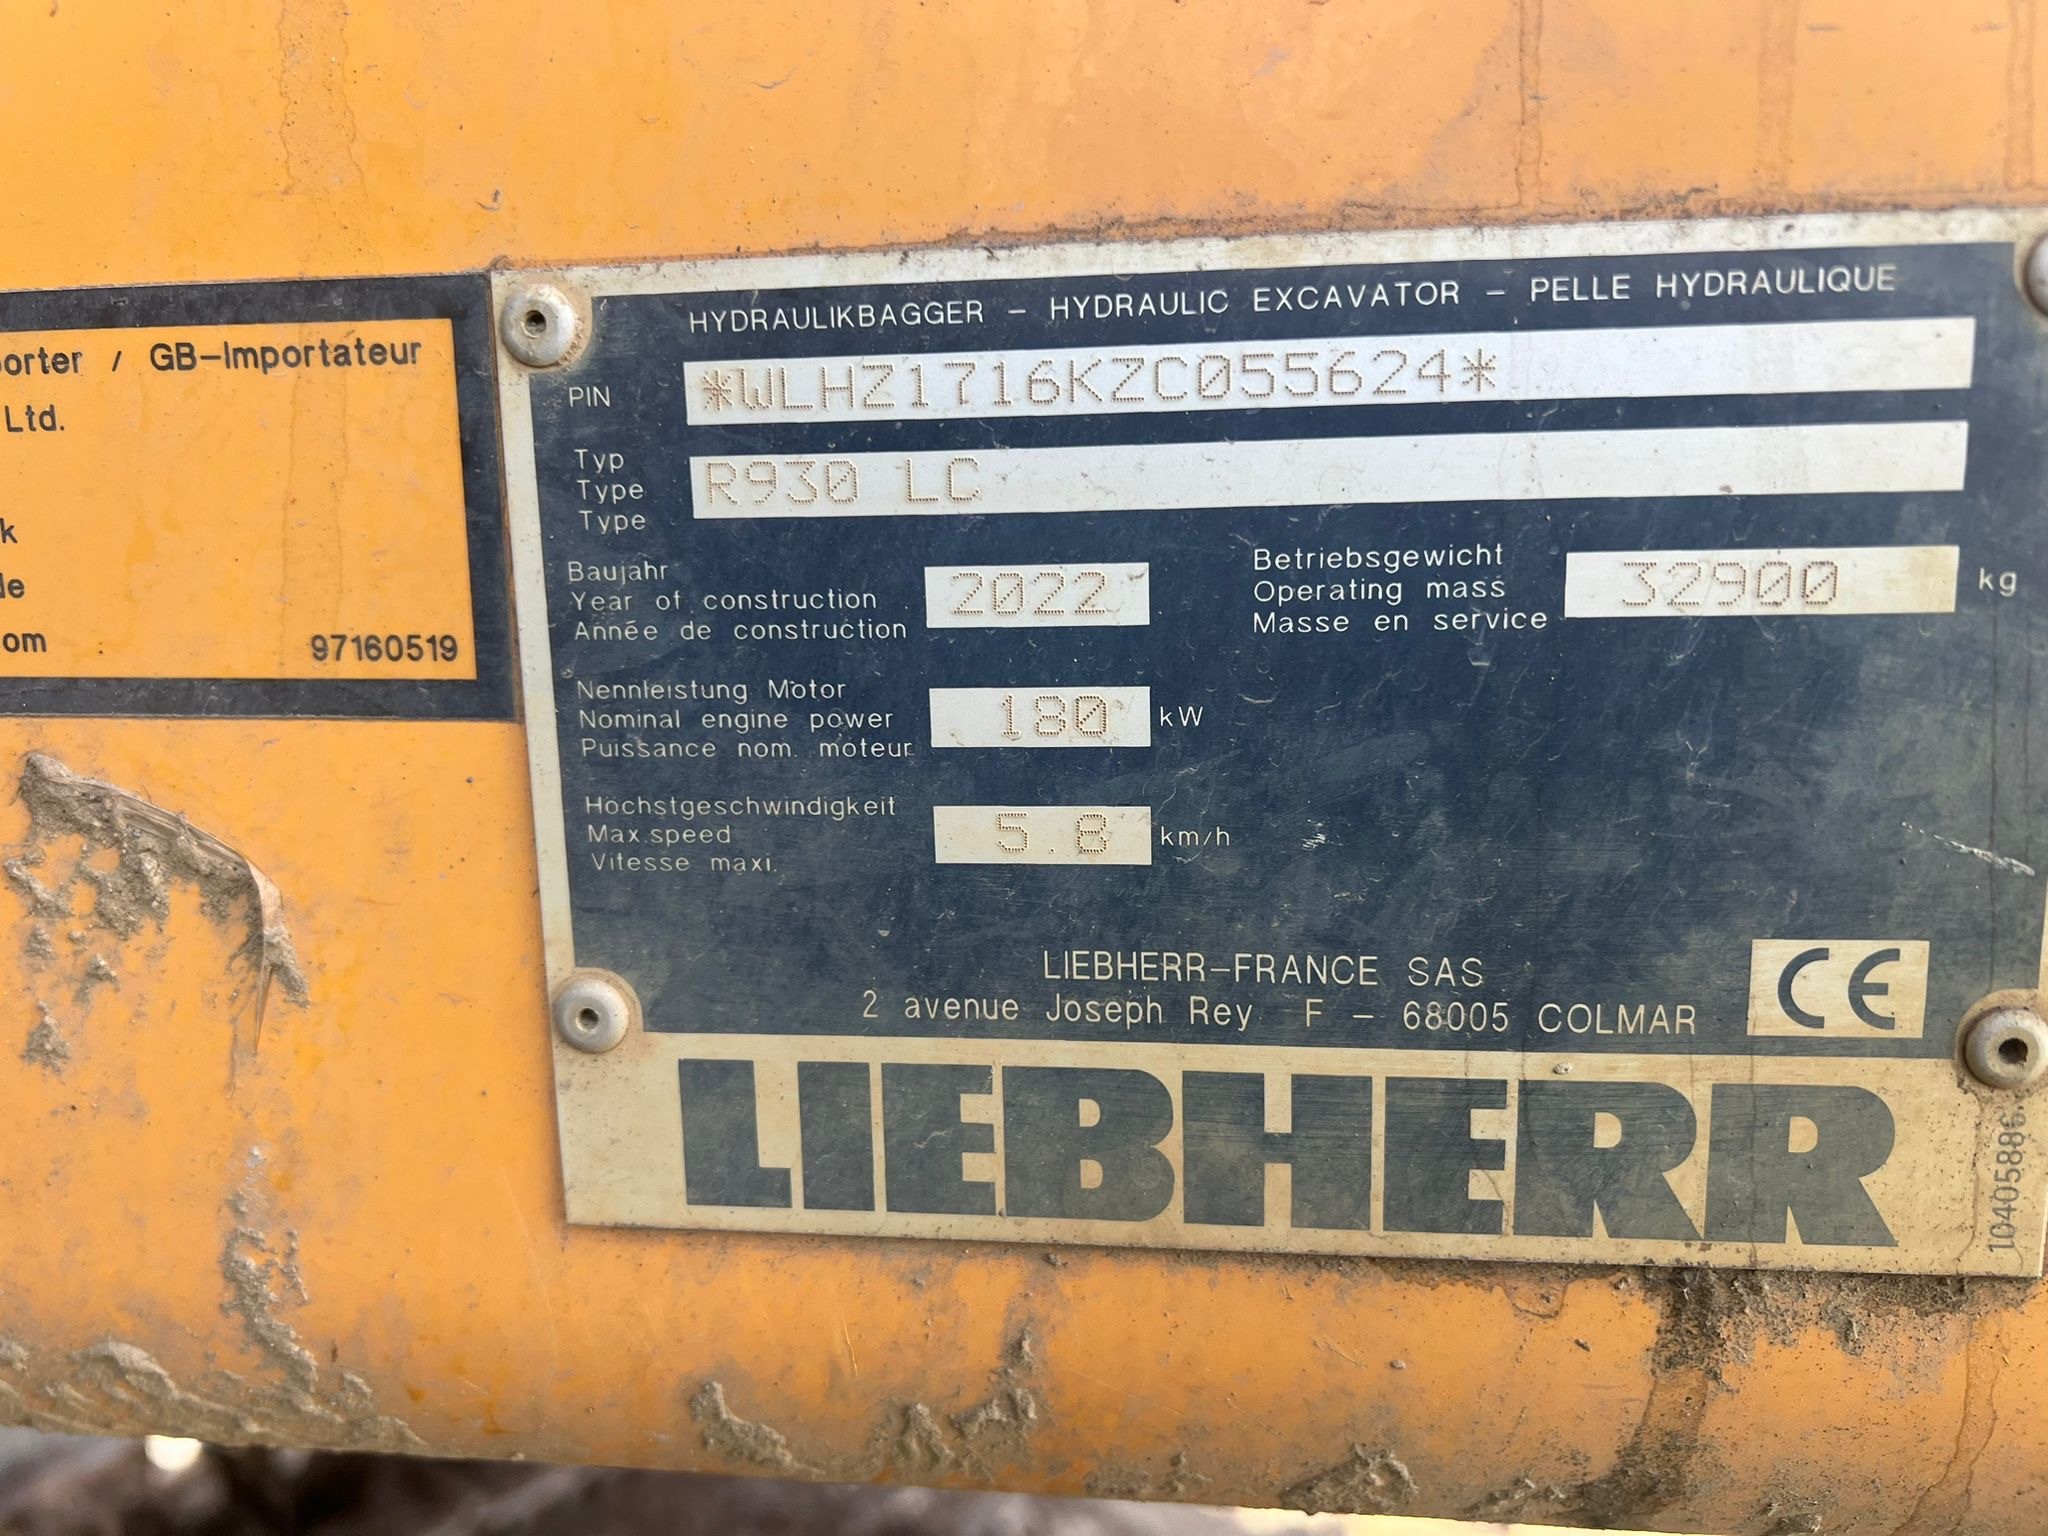 orter / GB-Importateur
Ltd.
k
de
om
97160519
HYDRAULIKBAGGER - HYDRAULIC EXCAVATOR - PELLE HYDRAULIQUE
PIN *WLHZ1716KZC055624*
Typ
Type R930 LC
Type
Baujahr
Year of construction 2022
Année de construction
Betriebsgewicht
Operating mass 32900 kg
Masse en service
Nennleistung Motor
Nominal engine power 180 kW
Puissance nom. moteur
Höchstgeschwindigkeit
Max.speed 5.8 km/h
Vitesse maxi.
LIEBHERR-FRANCE SAS
2 avenue Joseph Rey F - 68005 COLMAR
CE
LIEBHERR
10405886